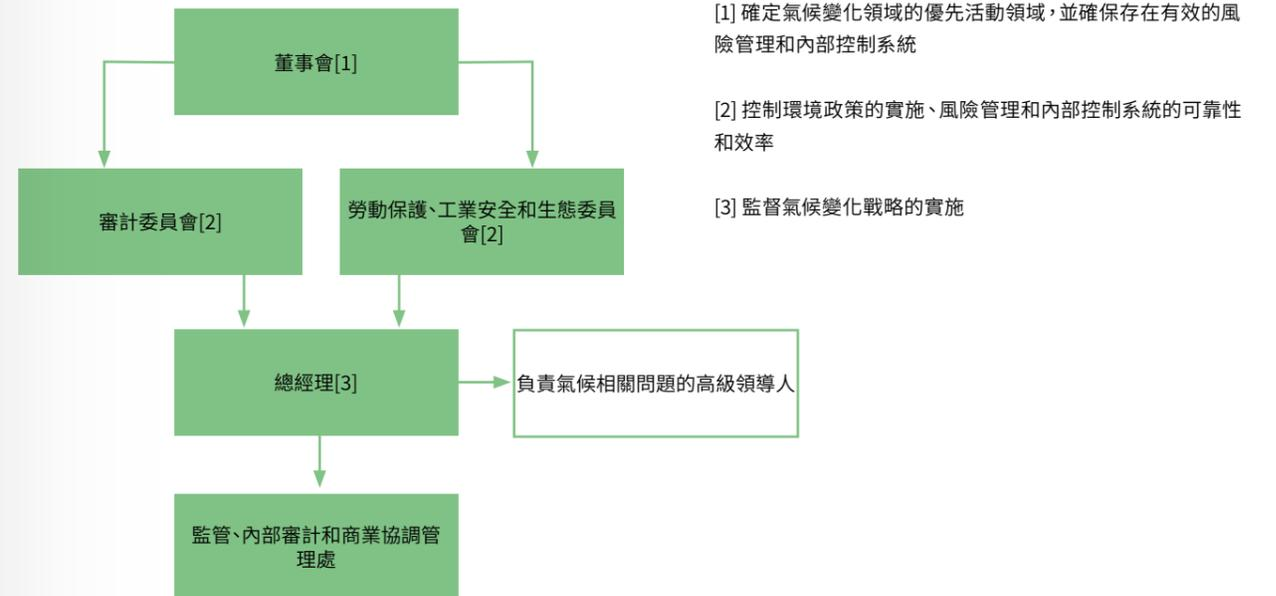 董事會[1]
審計委員會[2]
勞動保護、工業安全和生態委員
會[2]
總經理[3]
負責氣候相關問題的高級領導人
監管、內部審計和商業協調管
理處
[1] 確定氣候變化領域的優先活動領域，並確保存在有效的風
險管理和內部控制系統
[2] 控制環境政策的實施、風險管理和內部控制系統的可靠性
和效率
[3] 監督氣候變化戰略的實施